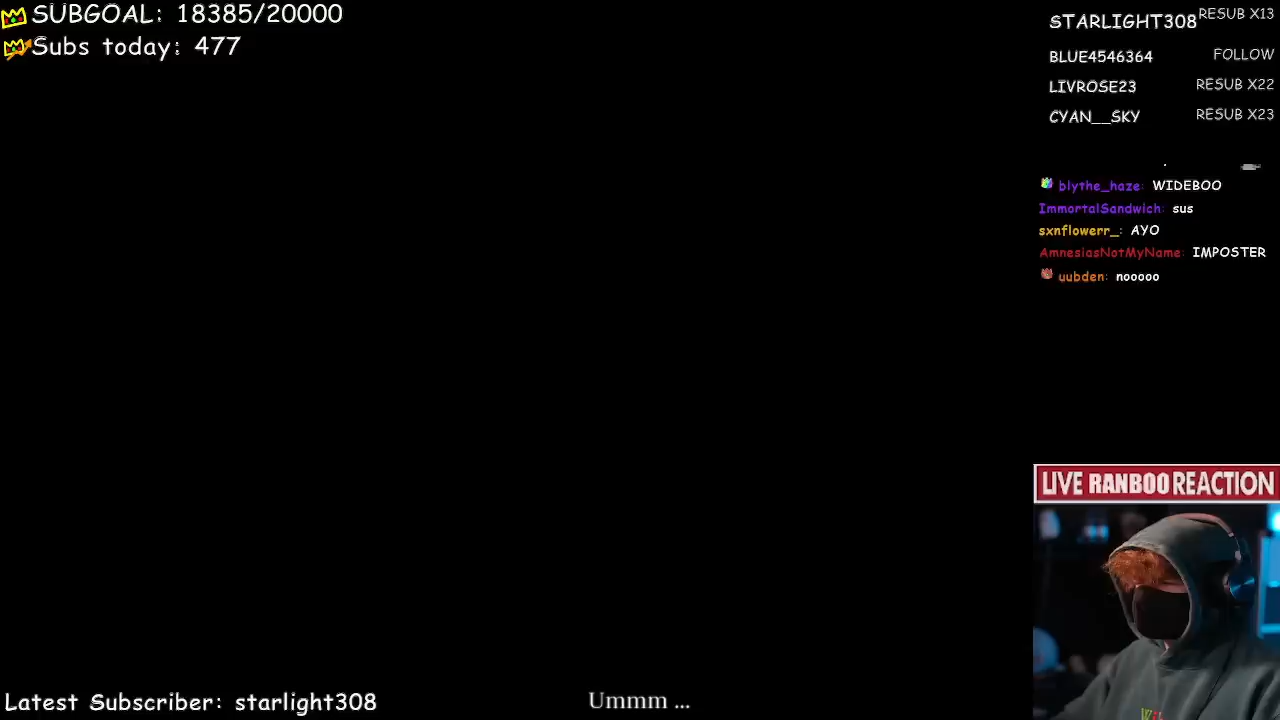 SUBGOAL: 18385/20000
Subs today: 477
STARLIGHT308 RESUB X13
BLUE4546364 FOLLOW
LIVROSE23 RESUB X22
CYAN__SKY RESUB X23
blythe_haze: WIDEBOO
ImmortalSandwich: sus
sxnflowerr_: AYO
AmnesiasNotMyName: IMPOSTER
uubden: nooooo
LIVE RANBOO REACTION
Latest Subscriber: starlight308
Ummm ...